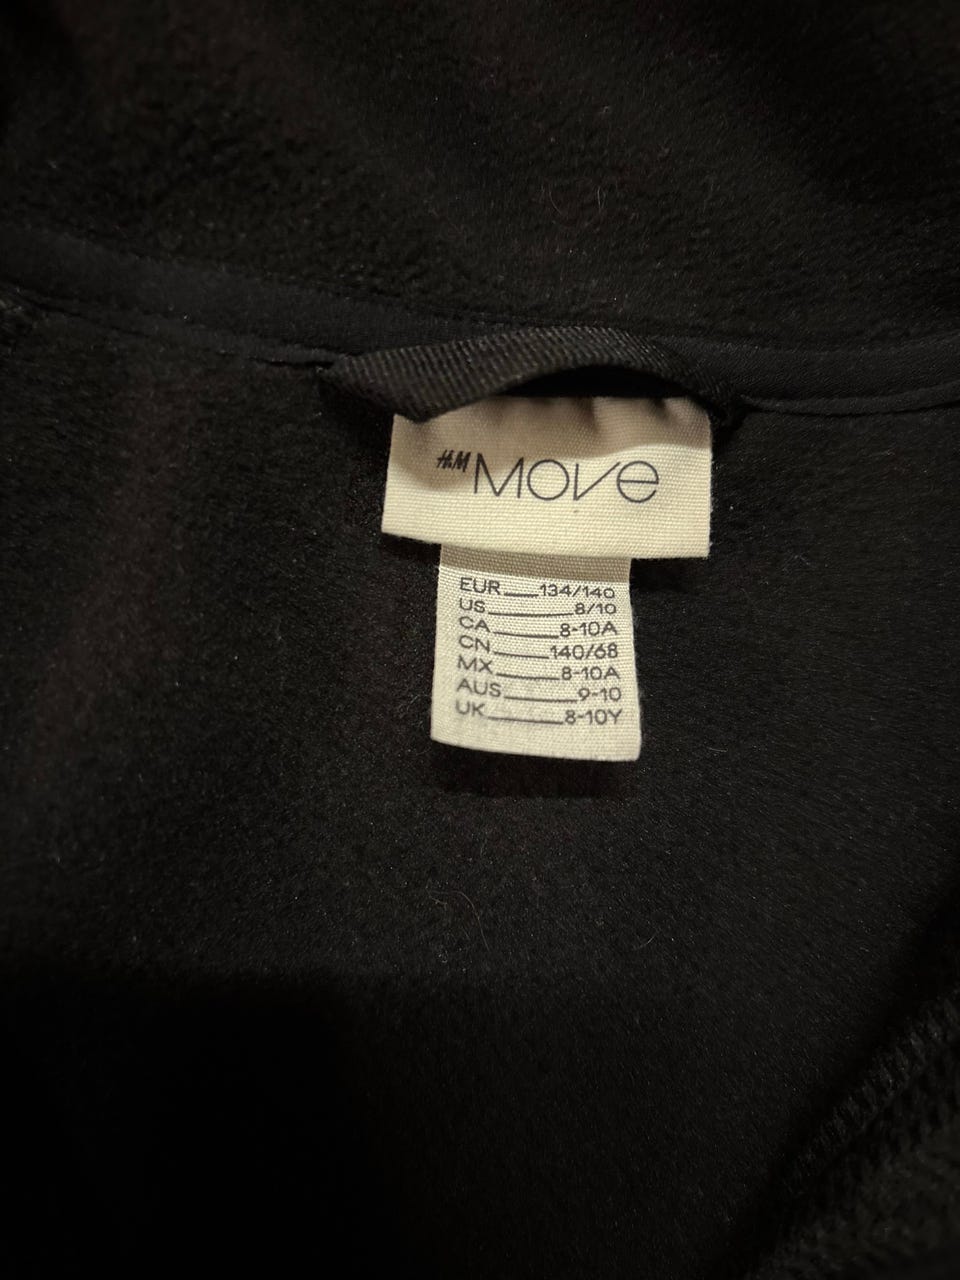 H&M MOVE
EUR 134/140
US 8/10
CA 8-10A
CN 140/68
MX 8-10A
AUS 9-10
UK 8-10Y